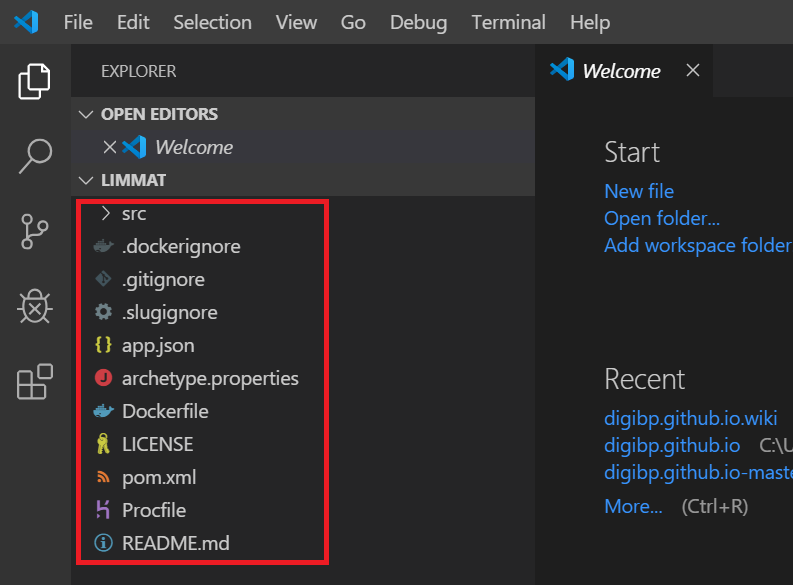 File Edit Selection View Go Debug Terminal Help
EXPLORER
OPEN EDITORS
Welcome
LIMMAT
src
.dockerignore
.gitignore
.slugignore
app.json
archetype.properties
Dockerfile
LICENSE
pom.xml
Procfile
README.md
Welcome
Start
New file
Open folder...
Add workspace folder
Recent
digibp.github.io.wiki
digibp.github.io C:\U
digibp.github.io-maste
More... (Ctrl+R)